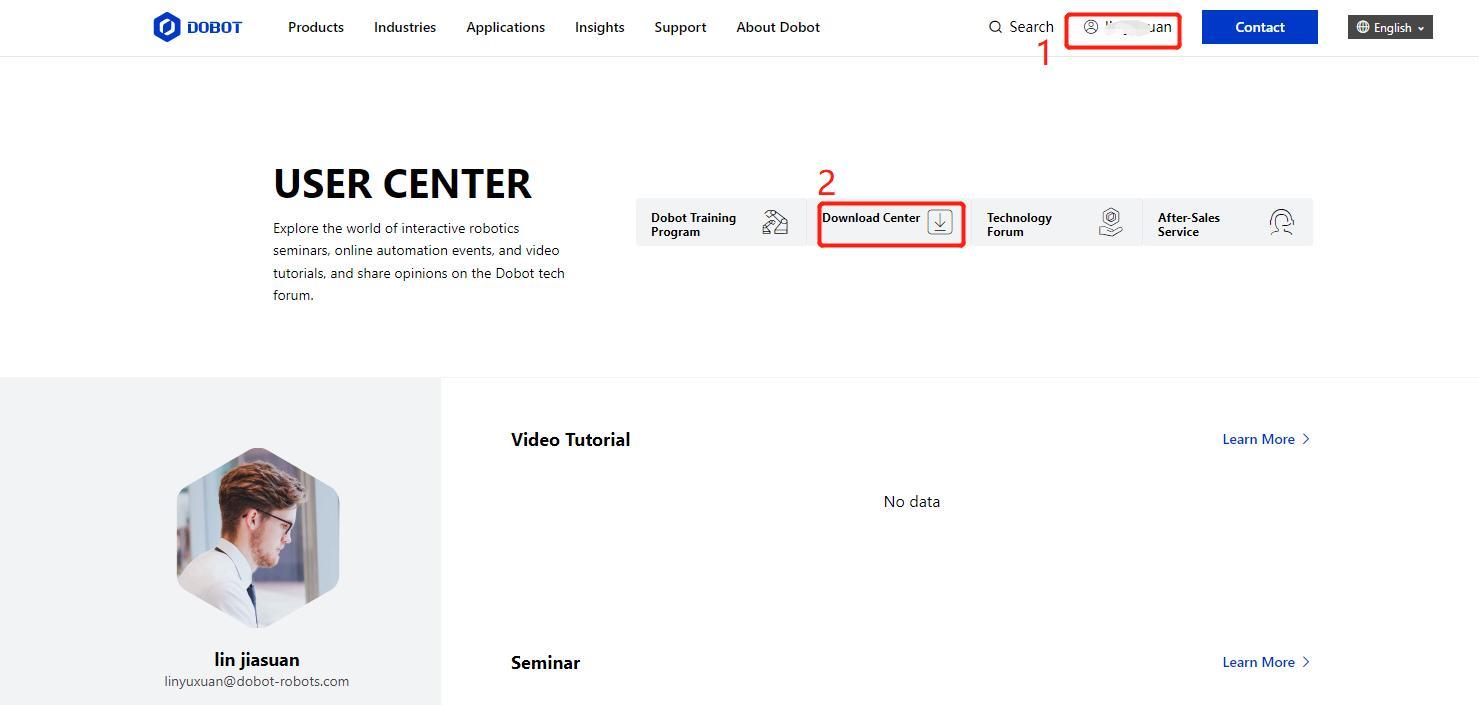 DOBOT
Products
Industries
Applications
Insights
Support
About Dobot
Search
Contact
English
1
USER CENTER
Explore the world of interactive robotics
seminars, online automation events, and video
tutorials, and share opinions on the Dobot tech
forum.
2
Dobot Training
Program
Download Center
Technology
Forum
After-Sales
Service
Video Tutorial
Learn More
No data
lin jiasuan
linyuxuan@dobot-robots.com
Seminar
Learn More